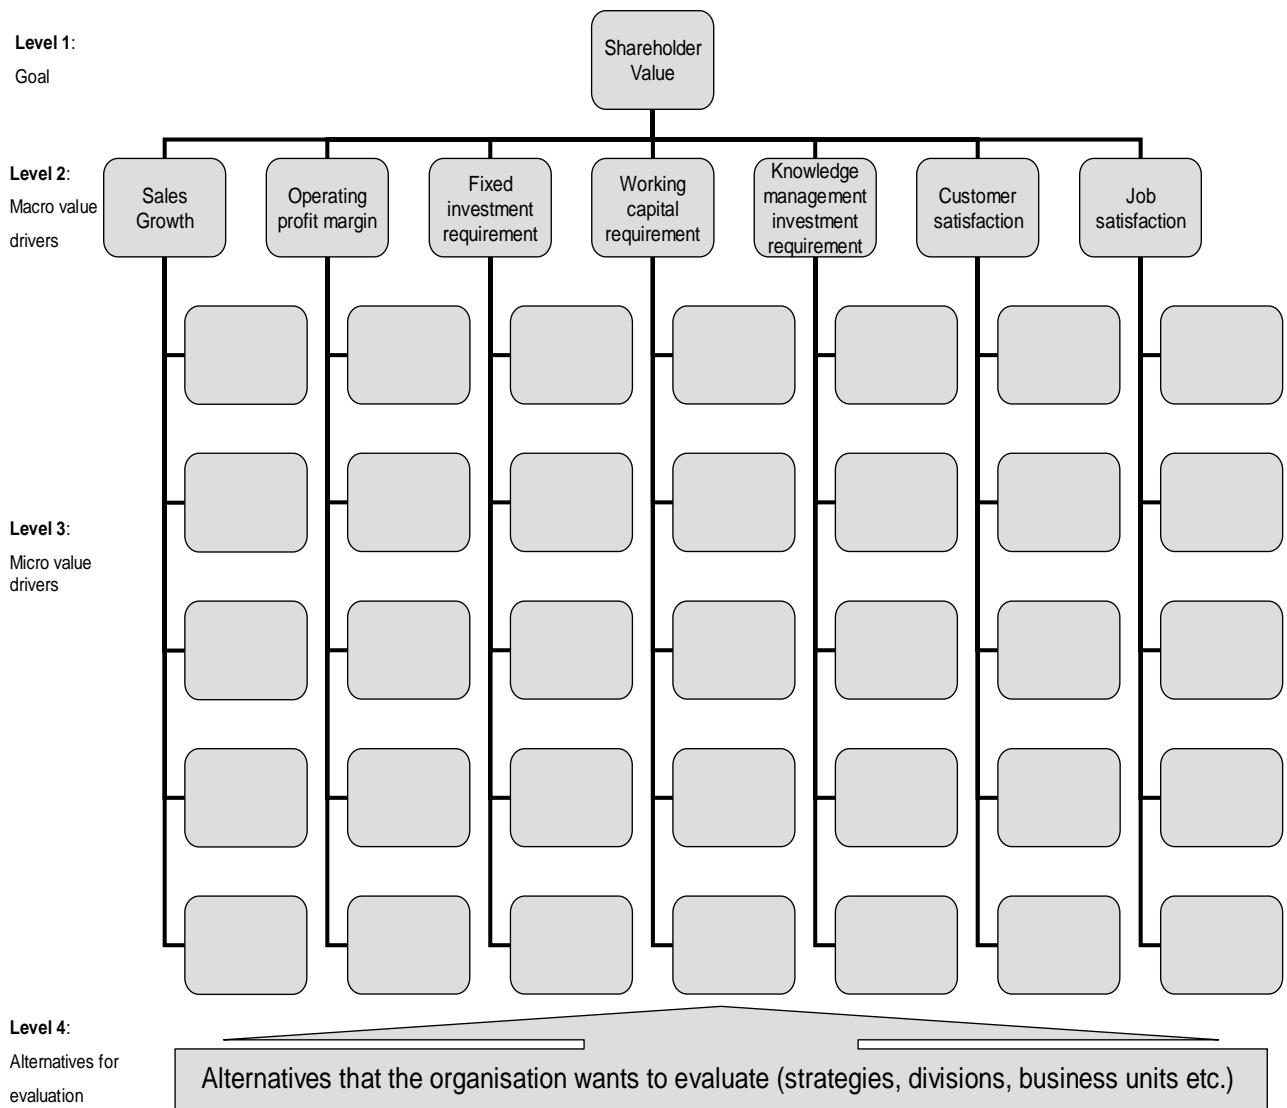 Level 1:
Goal
Shareholder
Value
Level 2:
Macro value
drivers
Sales
Growth
Operating
profit margin
Fixed
investment
requirement
Working
capital
requirement
Knowledge
management
investment
requirement
Customer
satisfaction
Job
satisfaction
Level 3:
Micro value
drivers
Level 4:
Alternatives for
evaluation
Alternatives that the organisation wants to evaluate (strategies, divisions, business units etc.)